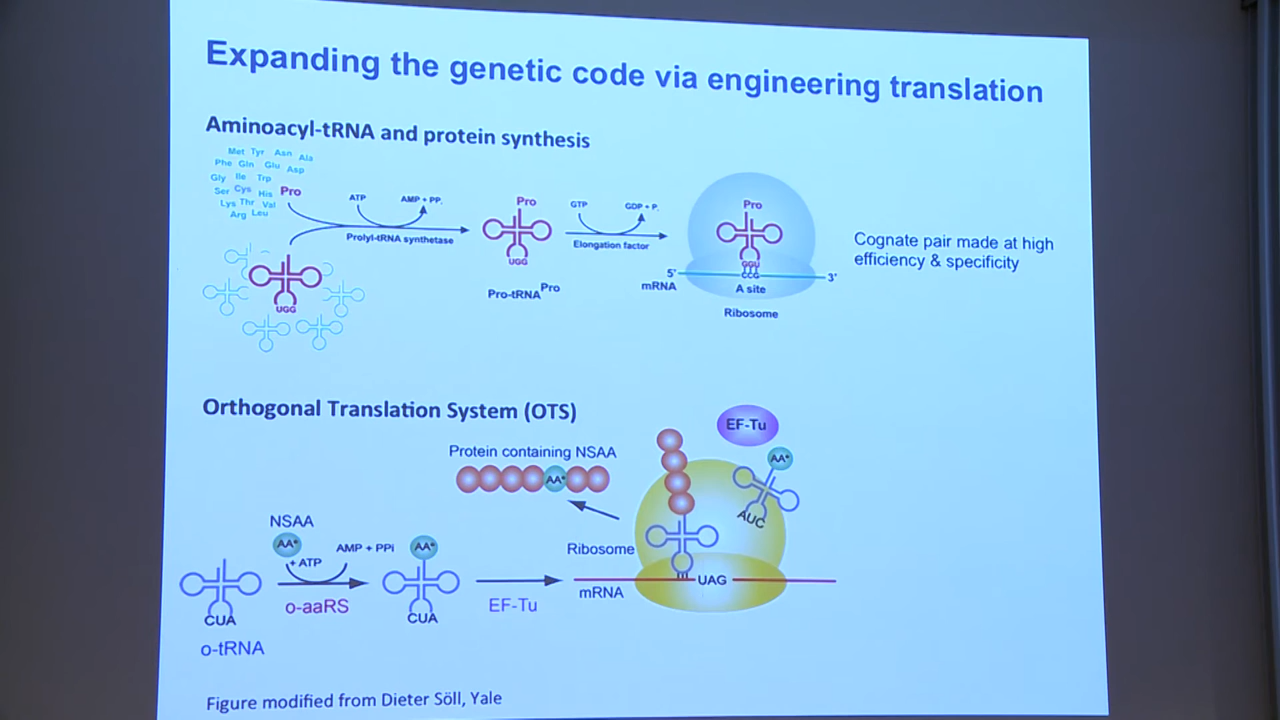 Expanding the genetic code via engineering translation
Aminoacyl-tRNA and protein synthesis
Met Tyr Asn Ala
Phe Gln Glu Asp
Gly Ile Trp
Ser Cys His Pro
Lys Thr Val
Arg Leu
ATP
AMP + PPi
Prolyl-tRNA synthetase
UGG
Pro
UGG
Pro-tRNA^Pro
GTP
GDP + Pi
Elongation factor
Pro
GGU
CCG
5'
3'
mRNA
A site
Ribosome
Cognate pair made at high
efficiency & specificity
Orthogonal Translation System (OTS)
Protein containing NSAA
AA*
EF-Tu
AA*
AUC
NSAA
AA*
+ ATP
AMP + PPi
AA*
o-aaRS
CUA
CUA
o-tRNA
EF-Tu
Ribosome
mRNA
UAG
Figure modified from Dieter Söll, Yale